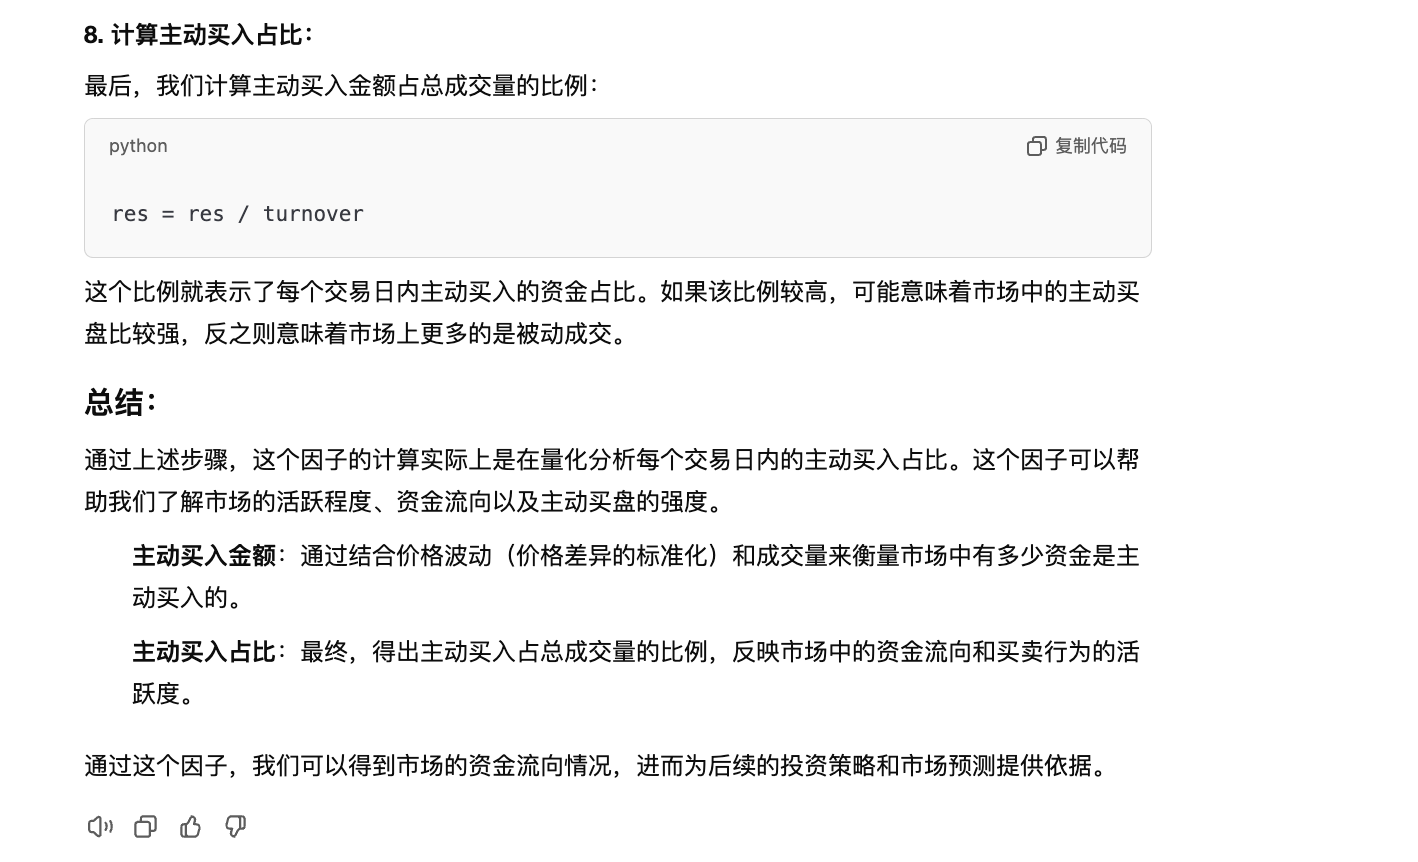 8. 计算主动买入占比：
最后，我们计算主动买入金额占总成交量的比例：
python
复制代码
res = res / turnover
这个比例就表示了每个交易日内主动买入的资金占比。如果该比例较高，可能意味着市场中的主动买
盘比较强，反之则意味着市场上更多的是被动成交。
总结：
通过上述步骤，这个因子的计算实际上是在量化分析每个交易日内的主动买入占比。这个因子可以帮
助我们了解市场的活跃程度、资金流向以及主动买盘的强度。
主动买入金额：通过结合价格波动（价格差异的标准化）和成交量来衡量市场中有多少资金是主
动买入的。
主动买入占比：最终，得出主动买入占总成交量的比例，反映市场中的资金流向和买卖行为的活
跃度。
通过这个因子，我们可以得到市场的资金流向情况，进而为后续的投资策略和市场预测提供依据。